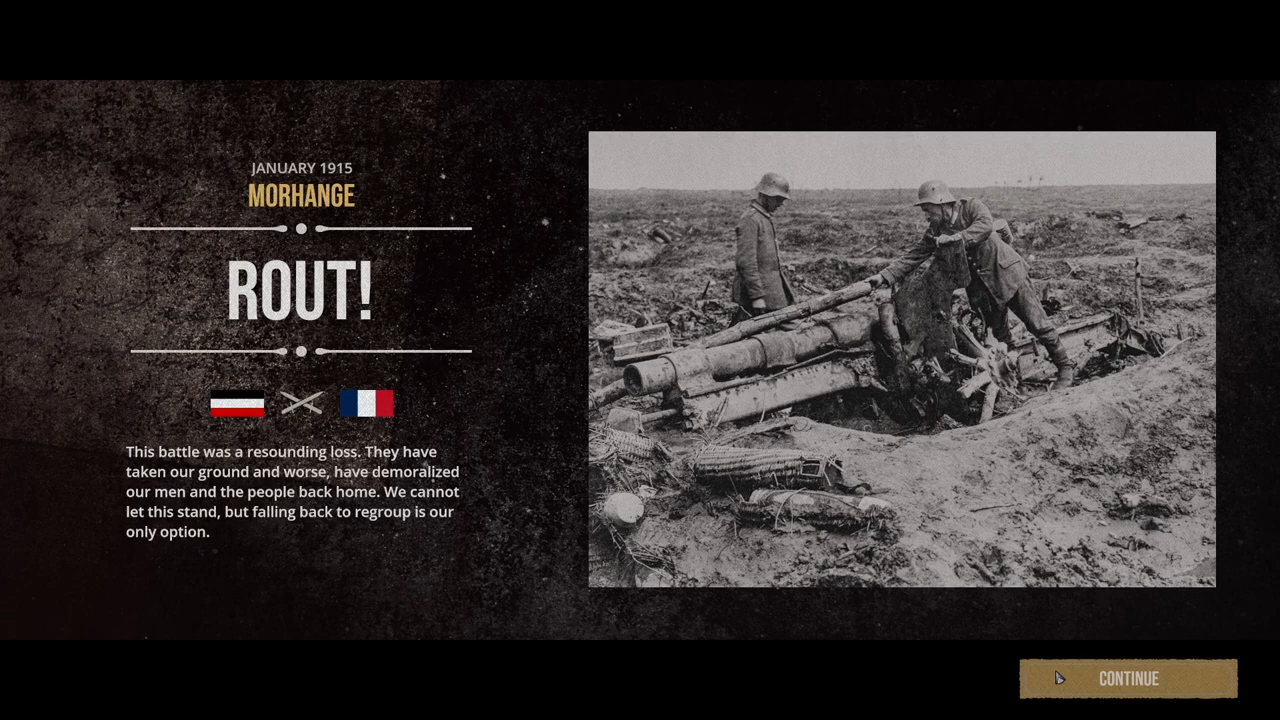 JANUARY 1915
MORHANGE
ROUT!
This battle was a resounding loss. They have
taken our ground and worse, have demoralized
our men and the people back home. We cannot
let this stand, but falling back to regroup is our
only option.
CONTINUE